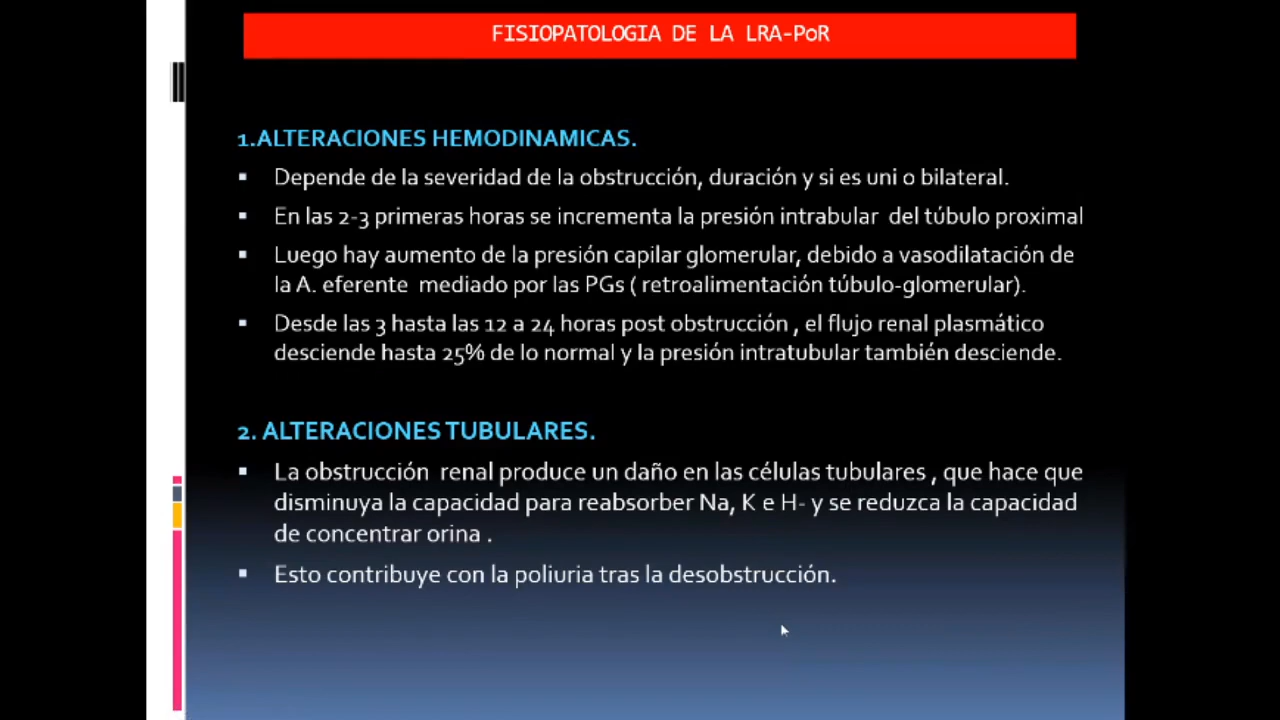 FISIOPATOLOGIA DE LA LRA-PoR
1.ALTERACIONES HEMODINAMICAS.
▪ Depende de la severidad de la obstrucción, duración y si es uni o bilateral.
▪ En las 2-3 primeras horas se incrementa la presión intrabular del túbulo proximal
▪ Luego hay aumento de la presión capilar glomerular, debido a vasodilatación de
la A. eferente mediado por las PGs ( retroalimentación túbulo-glomerular).
▪ Desde las 3 hasta las 12 a 24 horas post obstrucción , el flujo renal plasmático
desciende hasta 25% de lo normal y la presión intratubular también desciende.
2. ALTERACIONES TUBULARES.
▪ La obstrucción renal produce un daño en las células tubulares , que hace que
disminuya la capacidad para reabsorber Na, K e H- y se reduzca la capacidad
de concentrar orina .
▪ Esto contribuye con la poliuria tras la desobstrucción.